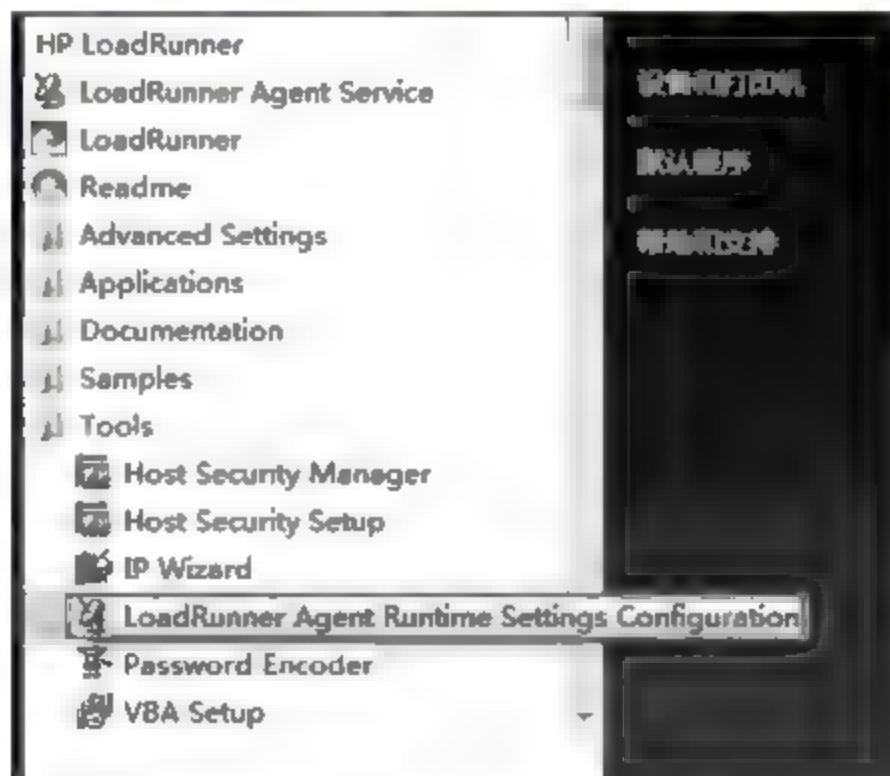 HP LoadRunner
LoadRunner Agent Service
LoadRunner
Readme
Advanced Settings
Applications
Documentation
Samples
Tools
Host Security Manager
Host Security Setup
IP Wizard
LoadRunner Agent Runtime Settings Configuration
Password Encoder
VBA Setup
设备和打印机
默认程序
帮助和支持